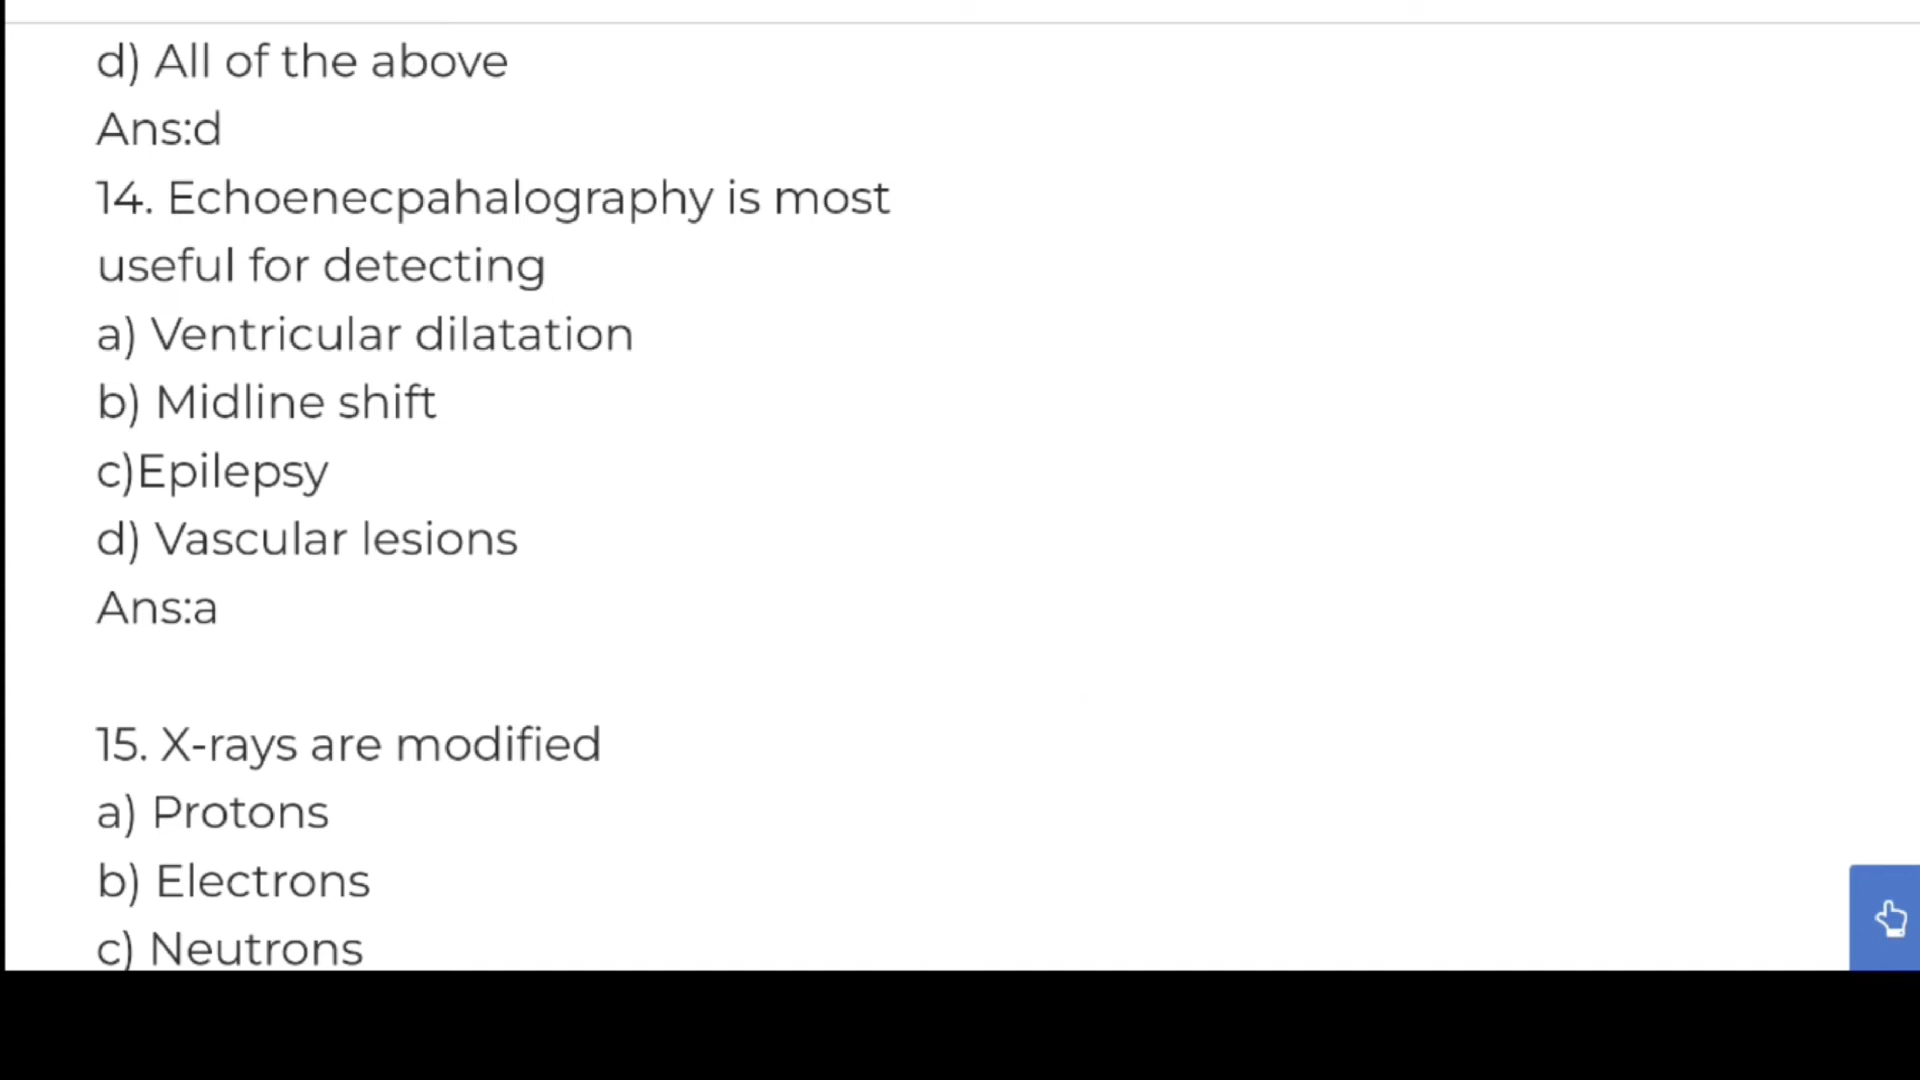 d) All of the above
Ans:d
14. Echoenecpahalography is most
useful for detecting
a) Ventricular dilatation
b) Midline shift
c)Epilepsy
d) Vascular lesions
Ans:a
15. X-rays are modified
a) Protons
b) Electrons
c) Neutrons